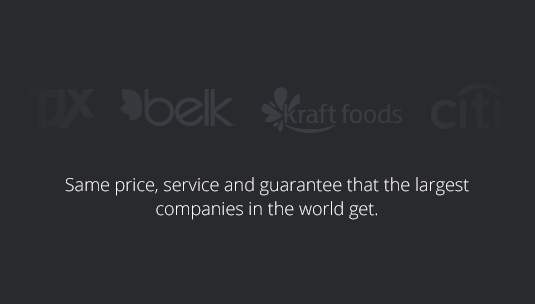 TJX belk kraft foods citi
Same price, service and guarantee that the largest
companies in the world get.